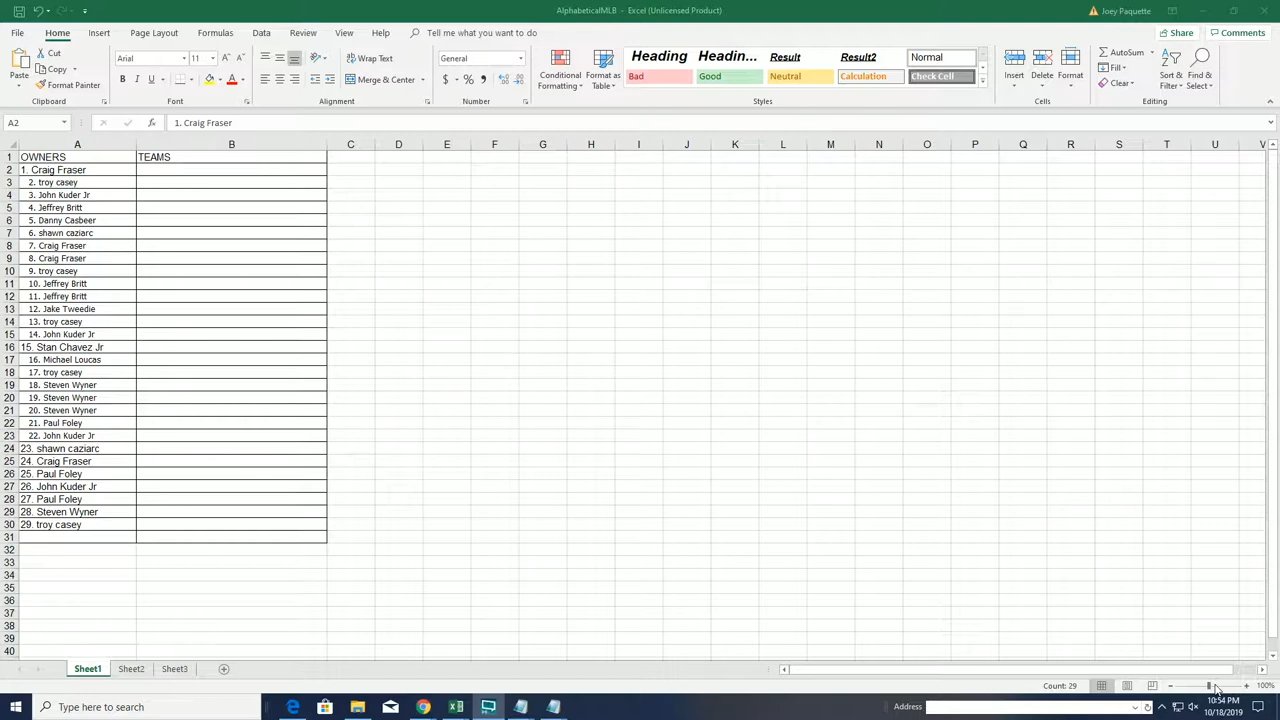 AlphabeticalMLB - Excel (Unlicensed Product)
Joey Paquette
File Home Insert Page Layout Formulas Data Review View Help Tell me what you want to do
Share Comments
Paste Cut Copy Format Painter
Arial 11
B I U A
Wrap Text
Merge & Center
General
$ % ,
Conditional Formatting
Format as Table
Heading Headin... Result Result2 Normal
Bad Good Neutral Calculation Check Cell
Insert Delete Format
AutoSum
Fill
Clear
Sort & Filter
Find & Select
Clipboard Font Alignment Number Styles Cells Editing
A2 fx 1. Craig Fraser
A B C D E F G H I J K L M N O P Q R S T U V
1 OWNERS TEAMS
2 1. Craig Fraser
3 2. troy casey
4 3. John Kuder Jr
5 4. Jeffrey Britt
6 5. Danny Casbeer
7 6. shawn caziarc
8 7. Craig Fraser
9 8. Craig Fraser
10 9. troy casey
11 10. Jeffrey Britt
12 11. Jeffrey Britt
13 12. Jake Tweedie
14 13. troy casey
15 14. John Kuder Jr
16 15. Stan Chavez Jr
17 16. Michael Loucas
18 17. troy casey
19 18. Steven Wyner
20 19. Steven Wyner
21 20. Steven Wyner
22 21. Paul Foley
23 22. John Kuder Jr
24 23. shawn caziarc
25 24. Craig Fraser
26 25. Paul Foley
27 26. John Kuder Jr
28 27. Paul Foley
29 28. Steven Wyner
30 29. troy casey
31
32
33
34
35
36
37
38
39
40
Sheet1 Sheet2 Sheet3
Count: 29 100%
Type here to search
Address
10:54 PM
10/18/2019